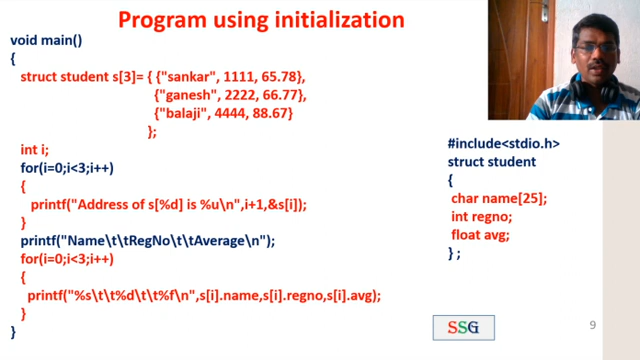 Program using initialization
void main()
{
struct student s[3]= { {"sankar", 1111, 65.78},
{"ganesh", 2222, 66.77},
{"balaji", 4444, 88.67}
};
int i;
for(i=0;i<3;i++)
{
printf("Address of s[%d] is %u\n",i+1,&s[i]);
}
printf("Name\t\tRegNo\t\tAverage\n");
for(i=0;i<3;i++)
{
printf("%s\t\t%d\t\t%f\n",s[i].name,s[i].regno,s[i].avg);
}
}
#include<stdio.h>
struct student
{
char name[25];
int regno;
float avg;
} ;
SSG
9